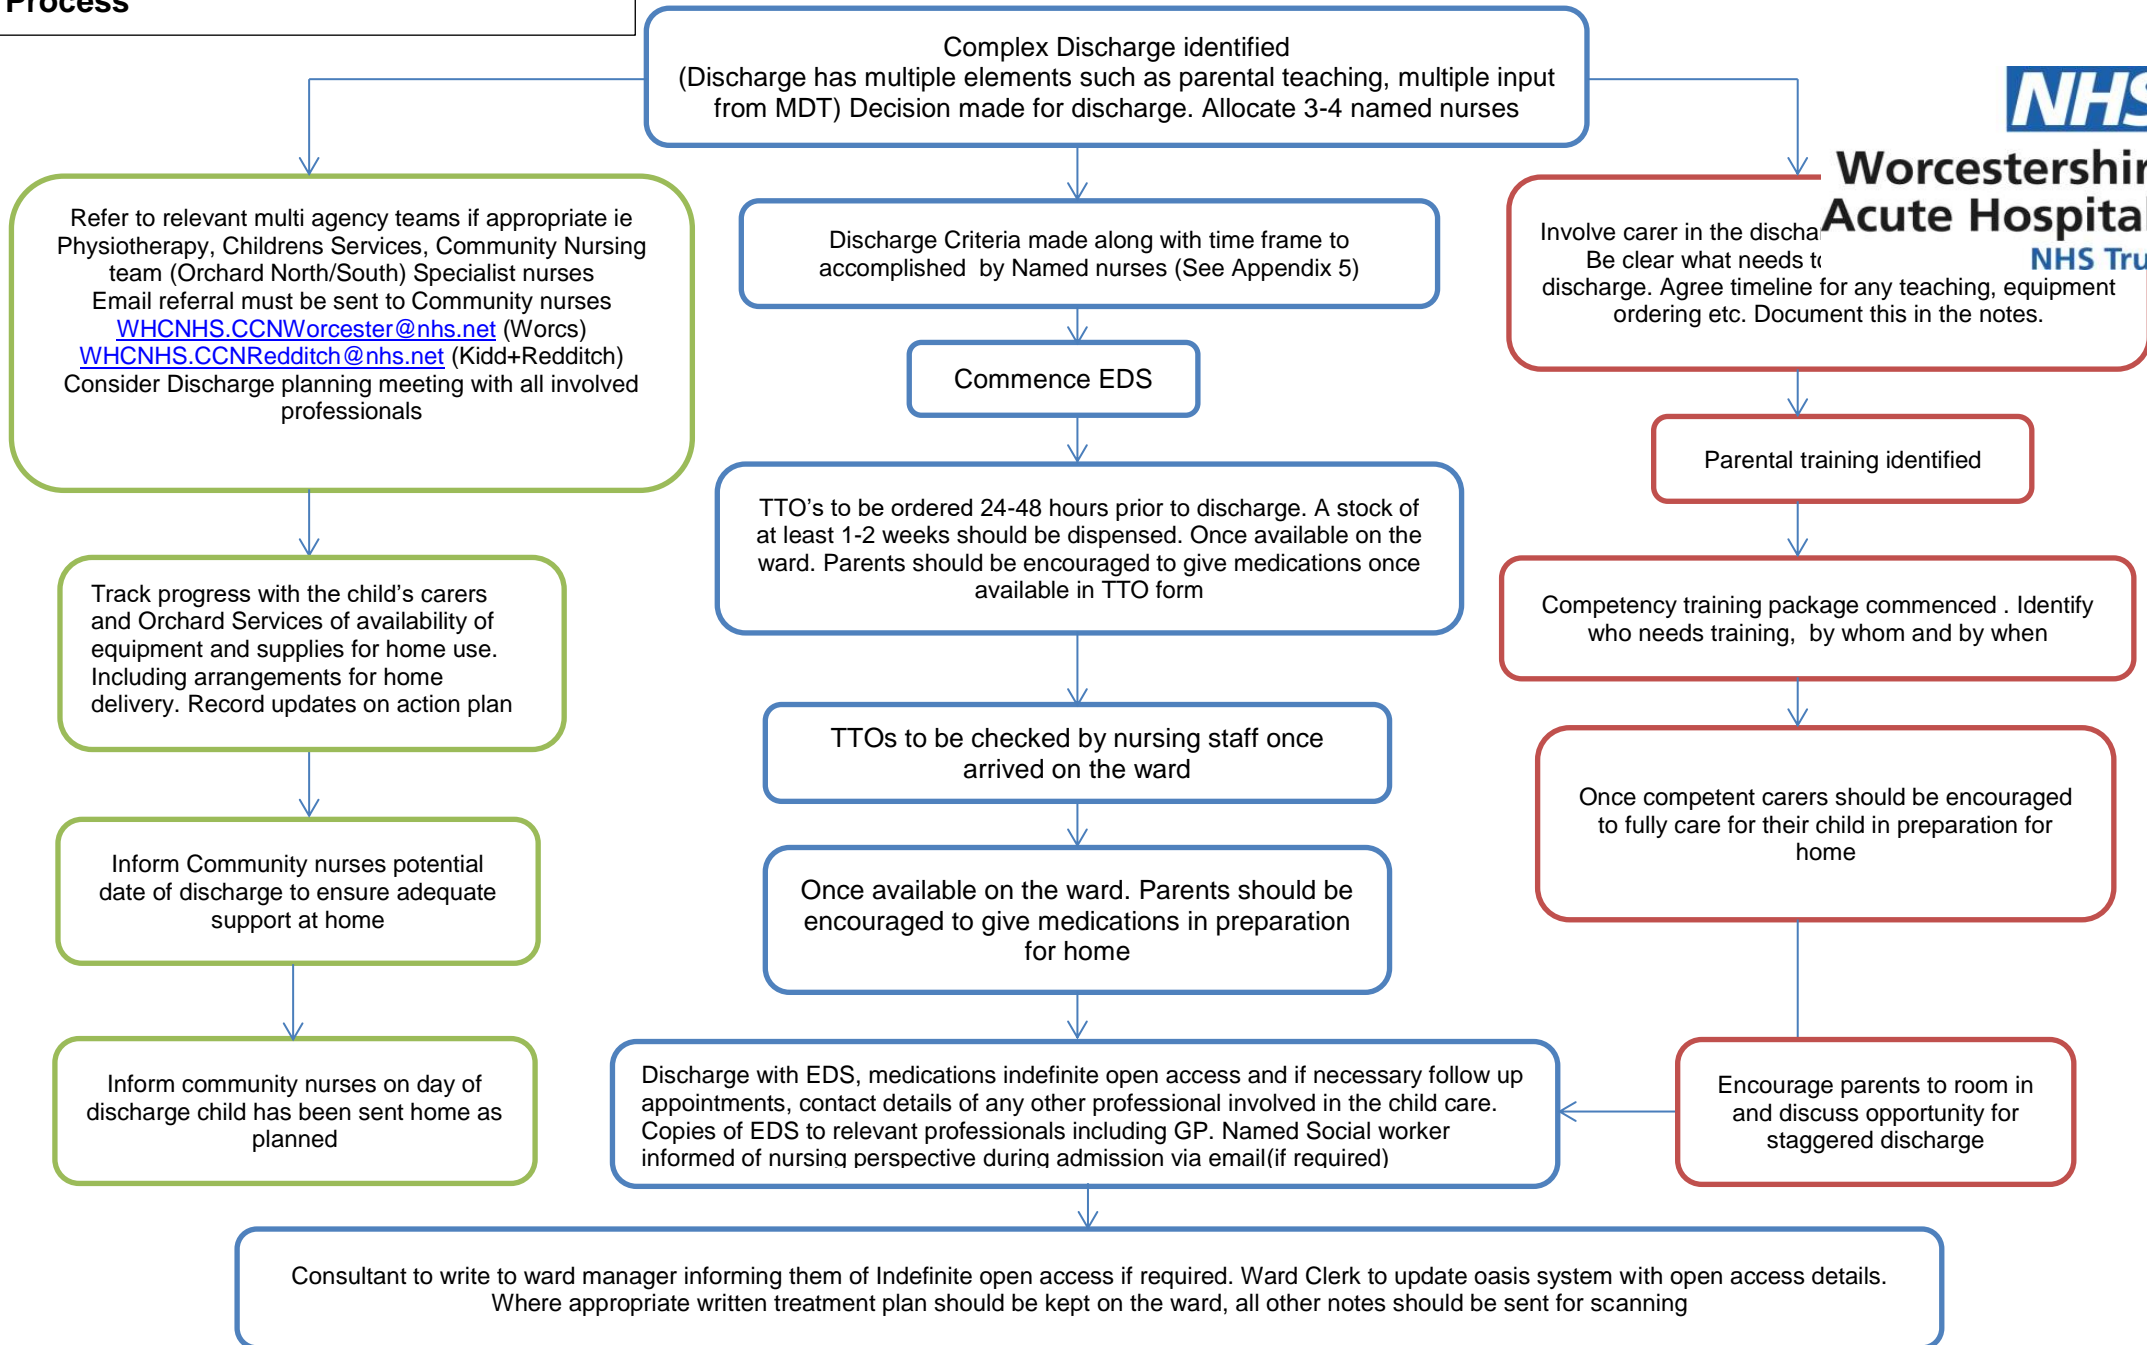 Process
Complex Discharge identified
(Discharge has multiple elements such as parental teaching, multiple input
from MDT) Decision made for discharge. Allocate 3-4 named nurses
NHS
Worcestershir
Acute Hospital
NHS Tru
Refer to relevant multi agency teams if appropriate ie
Physiotherapy, Childrens Services, Community Nursing
team (Orchard North/South) Specialist nurses
Email referral must be sent to Community nurses
WHCNHS.CCNWorcester@nhs.net (Worcs)
WHCNHS.CCNRedditch@nhs.net (Kidd+Redditch)
Consider Discharge planning meeting with all involved
professionals
Track progress with the child's carers
and Orchard Services of availability of
equipment and supplies for home use.
Including arrangements for home
delivery. Record updates on action plan
Inform Community nurses potential
date of discharge to ensure adequate
support at home
Inform community nurses on day of
discharge child has been sent home as
planned
Discharge Criteria made along with time frame to
accomplished  by Named nurses (See Appendix 5)
Commence EDS
TTO's to be ordered 24-48 hours prior to discharge. A stock of
at least 1-2 weeks should be dispensed. Once available on the
ward. Parents should be encouraged to give medications once
available in TTO form
TTOs to be checked by nursing staff once
arrived on the ward
Once available on the ward. Parents should be
encouraged to give medications in preparation
for home
Discharge with EDS, medications indefinite open access and if necessary follow up
appointments, contact details of any other professional involved in the child care.
Copies of EDS to relevant professionals including GP. Named Social worker
informed of nursing perspective during admission via email(if required)
Involve carer in the
Be clear what needs
discharge. Agree timeline for any teaching, equipment
ordering etc. Document this in the notes.
Parental training identified
Competency training package commenced . Identify
who needs training,  by whom and by when
Once competent carers should be encouraged
to fully care for their child in preparation for
home
Encourage parents to room in
and discuss opportunity for
staggered discharge
Consultant to write to ward manager informing them of Indefinite open access if required. Ward Clerk to update oasis system with open access details.
Where appropriate written treatment plan should be kept on the ward, all other notes should be sent for scanning